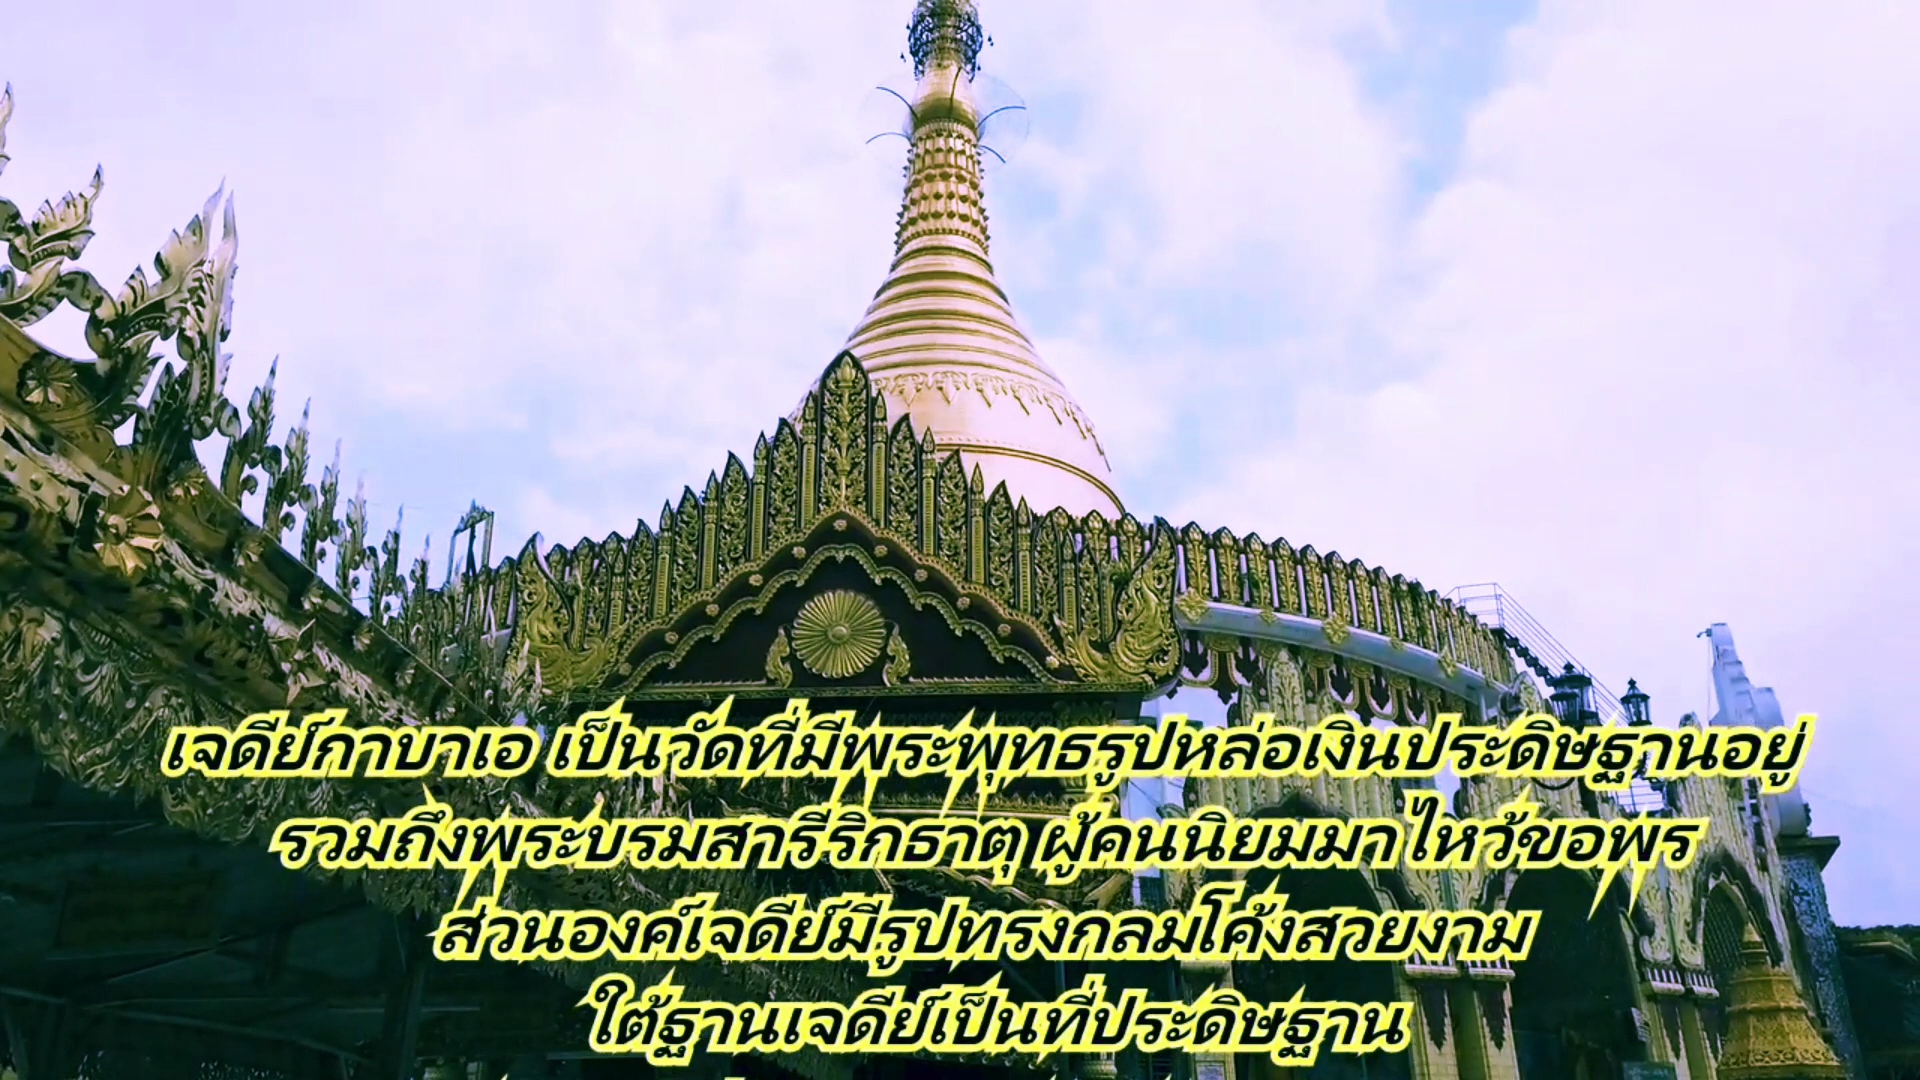 เจดีย์กาบาเอ เป็นวัดที่มีพระพุทธรูปหล่อเงินประดิษฐานอยู่
รวมถึงพระบรมสารีริกธาตุ ผู้คนนิยมมาไหว้ขอพร
ส่วนองค์เจดีย์มีรูปทรงกลมโค้งสวยงาม
ใต้ฐานเจดีย์เป็นที่ประดิษฐาน